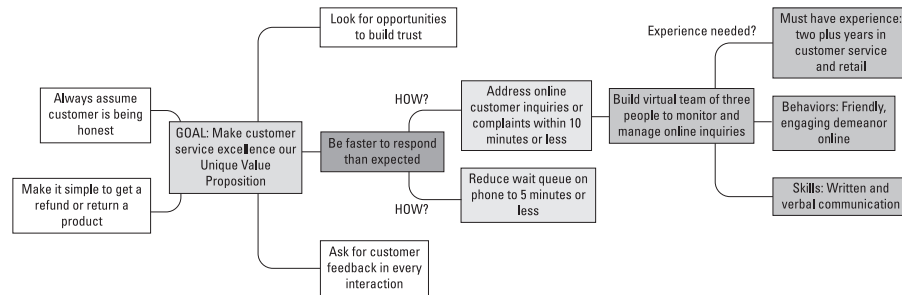 Look for opportunities
to build trust
Always assume
customer is being
honest
GOAL: Make customer
service excellence our
Unique Value
Proposition
Make it simple to get a
refund or return a
product
Ask for customer
feedback in every
interaction
Be faster to respond
than expected
HOW?
HOW?
Address online
customer inquiries or
complaints within 10
minutes or less
Reduce wait queue on
phone to 5 minutes or
less
Build virtual team of three
people to monitor and
manage online inquiries
Experience needed?
Must have experience:
two plus years in
customer service
and retail
Behaviors: Friendly,
engaging demeanor
online
Skills: Written and
verbal communication